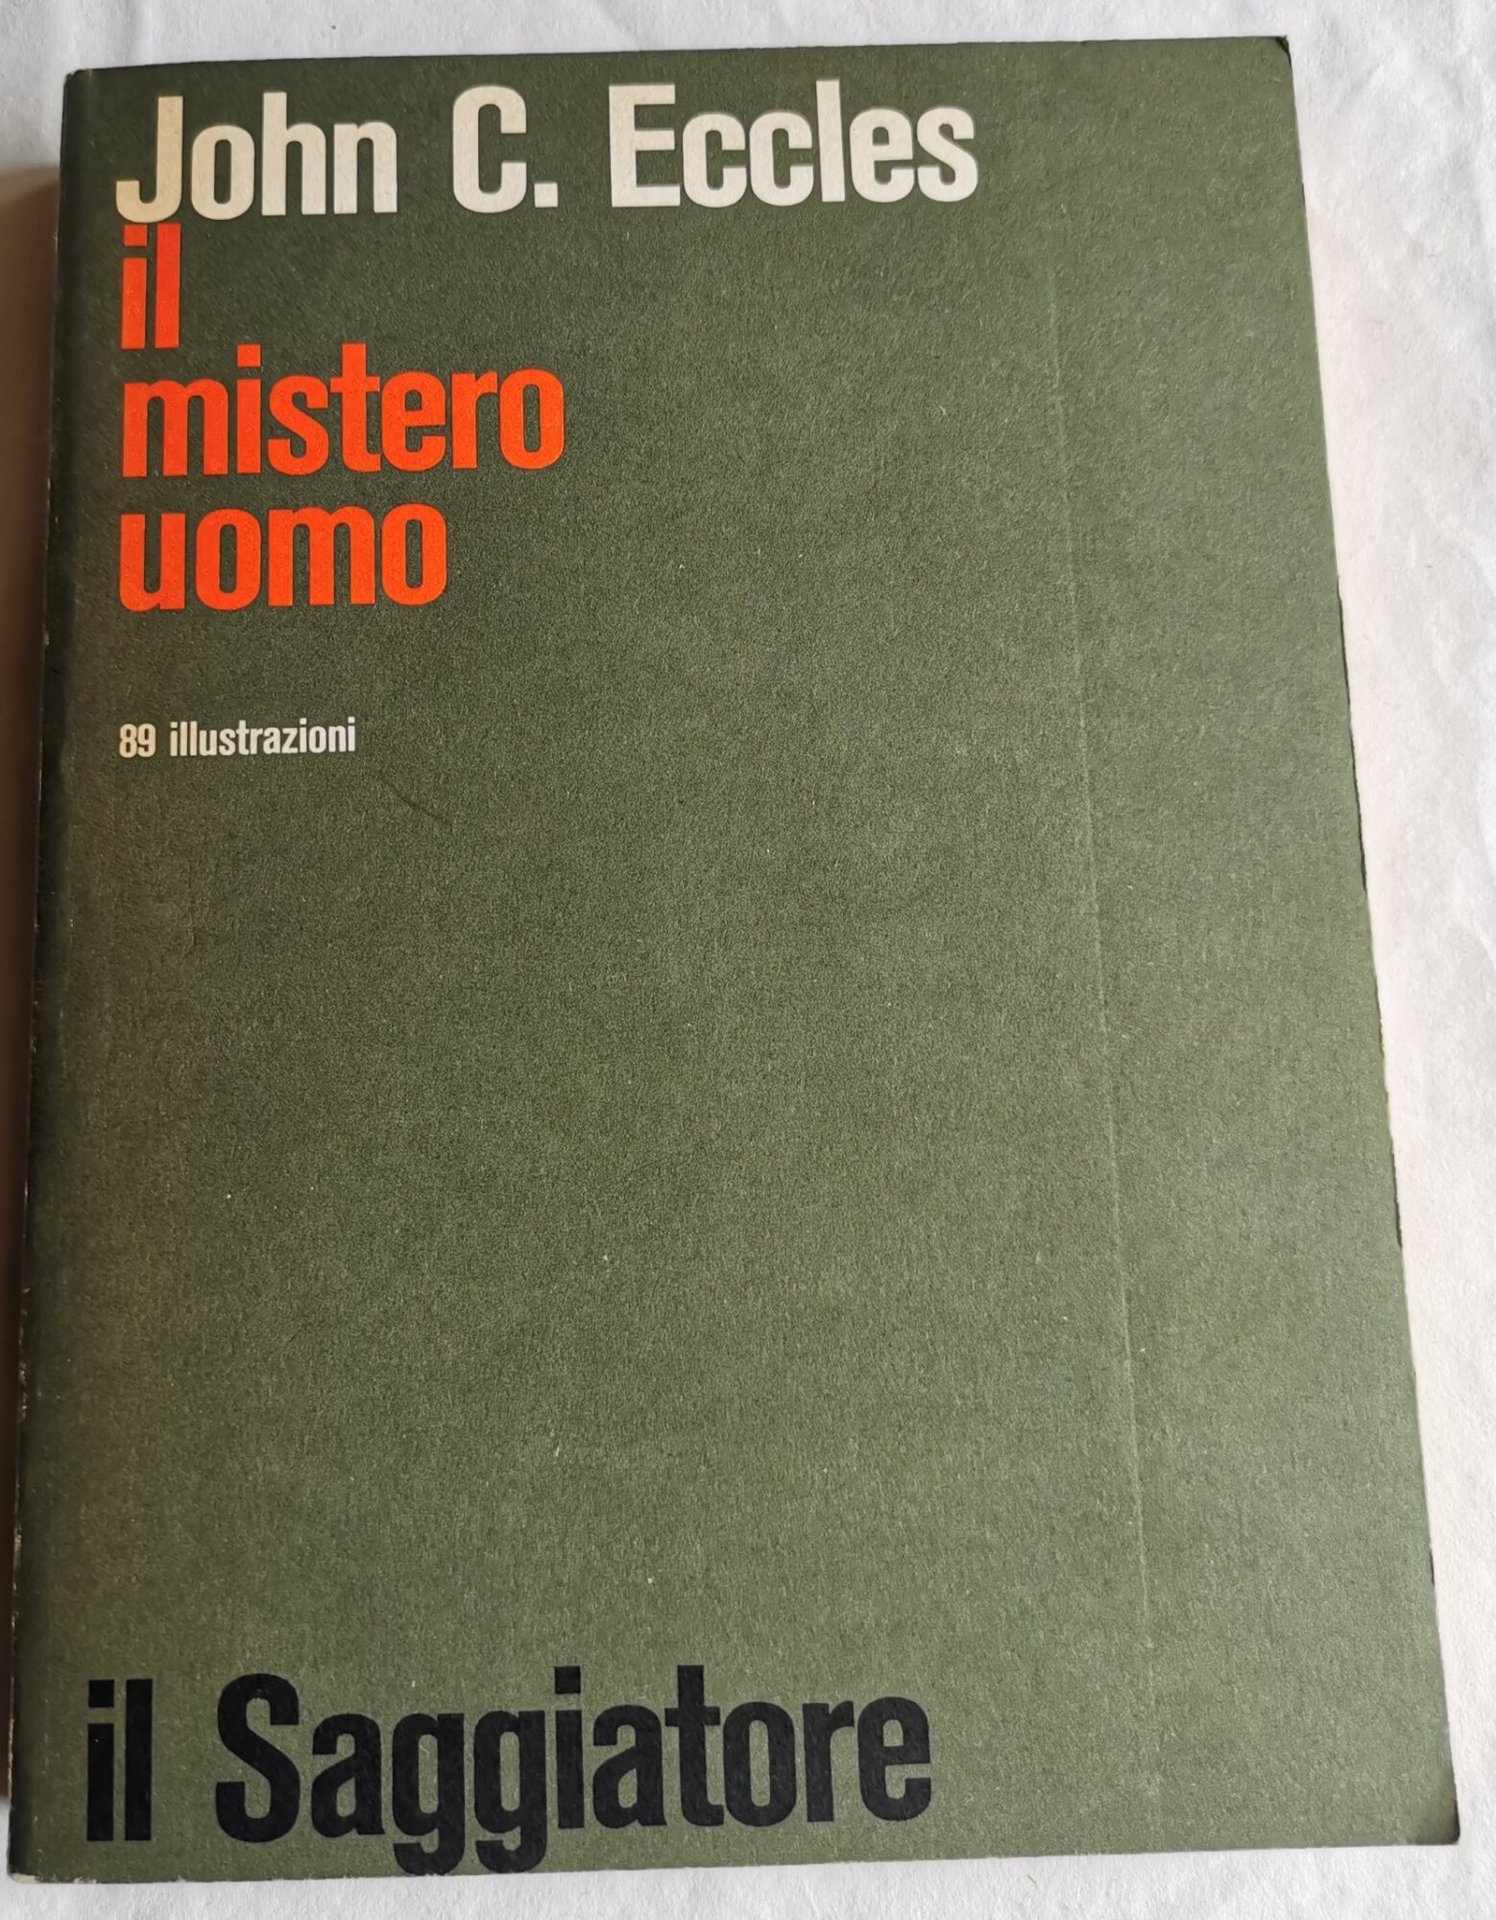 John C. Eccles
il
mistero
uomo
89 illustrazioni
il Saggiatore